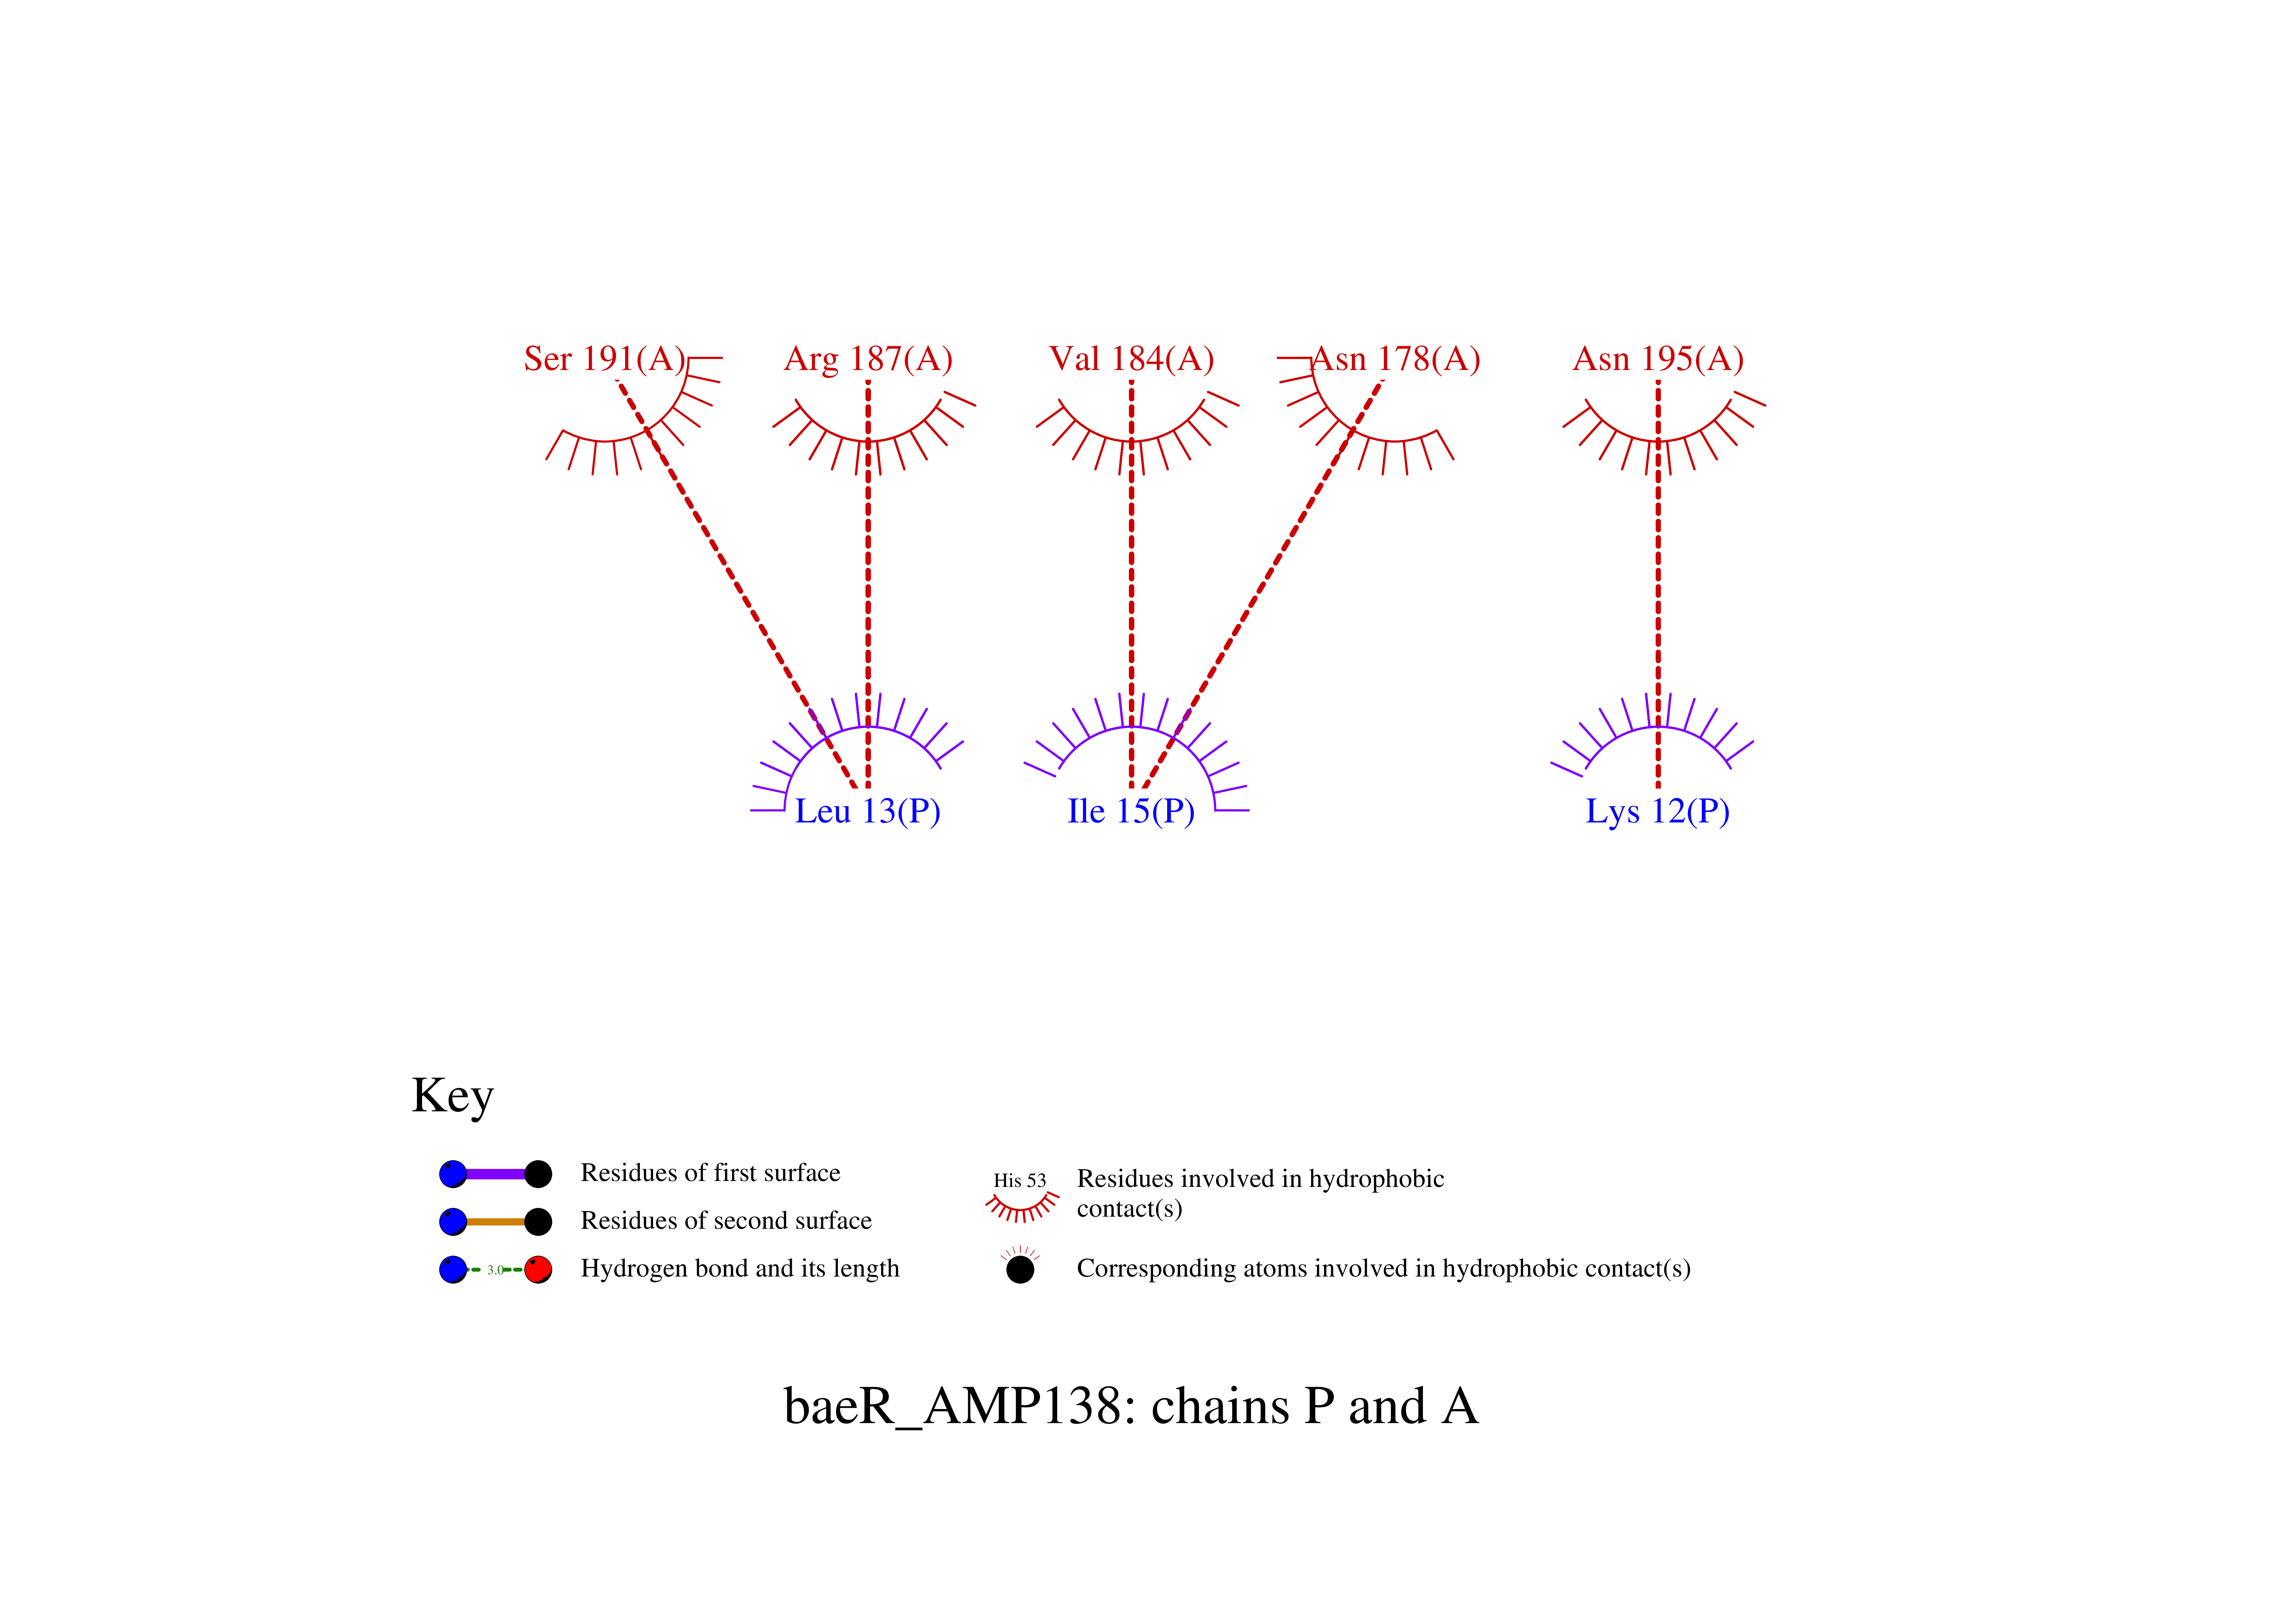 Ser 191(A) Arg 187(A) Val 184(A) Asn 178(A) Asn 195(A)
Leu 13(P) Ile 15(P) Lys 12(P)
Key
Residues of first surface
Residues of second surface
3.0 Hydrogen bond and its length
His 53 Residues involved in hydrophobic
contact(s)
Corresponding atoms involved in hydrophobic contact(s)
baeR_AMP138: chains P and A